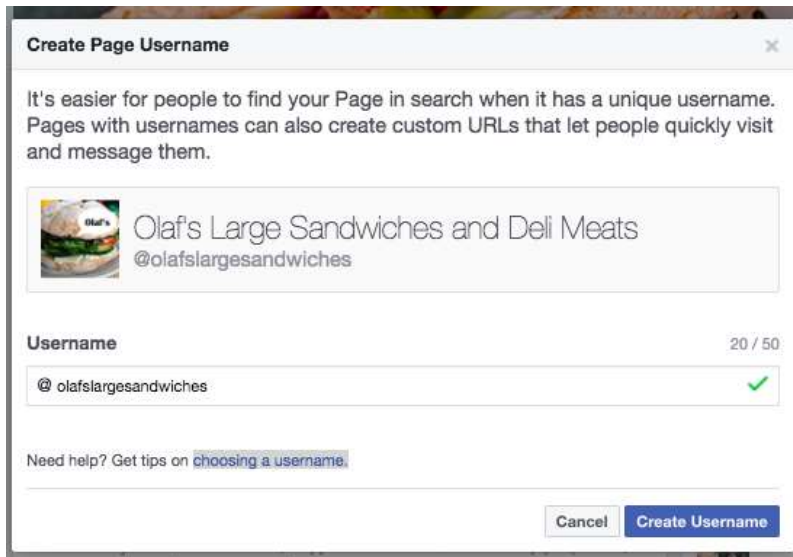 Create Page Username
×
It's easier for people to find your Page in search when it has a unique username.
Pages with usernames can also create custom URLs that let people quickly visit
and message them.
Olaf's
Olaf's Large Sandwiches and Deli Meats
@olafslargesandwiches
Username 20 / 50
@ olafslargesandwiches
Need help? Get tips on choosing a username.
Cancel Create Username